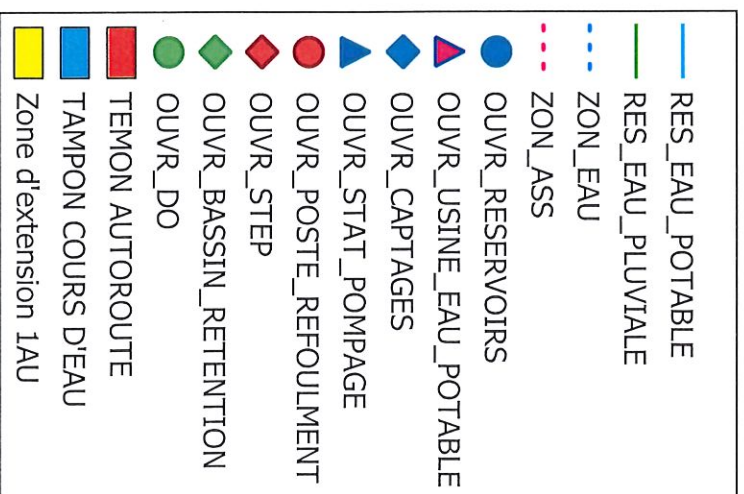 RES_EAU_POTABLE
RES_EAU_PLUVIALE
ZON_EAU
ZON_ASS
OUVR_RESERVOIRS
OUVR_USINE_EAU_POTABLE
OUVR_CAPTAGES
OUVR_STAT_POMPAGE
OUVR_POSTE_REFOULMENT
OUVR_STEP
OUVR_BASSIN_RETENTION
OUVR_DO
TEMON AUTOROUTE
TAMPON COURS D'EAU
Zone d'extension 1AU